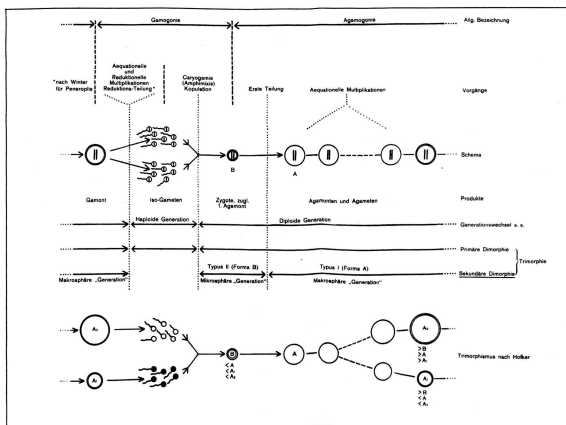 Gamogonie Agamogonie Allg. Bezeichnung
"nach Winter für Peneroplis
Aequationelle und Reduktionelle Multiplikationen Reduktions-Teilung"
Caryogamie (Amphimixis) Kopulation
Erste Teilung
Aequationelle Multiplikationen
Vorgänge
B
A
Schema
Gamont
Iso-Gameten
Zygote, zugl. I. Agamont
Agamonten und Agameten
Produkte
Haploide Generation Diploide Generation Generationswechsel s. s.
Primäre Dimorphie
Trimorphie
Typus II (Forma B) Typus I (Forma A) Sekundäre Dimorphie
Makrosphäre „Generation" Mikrosphäre „Generation" Makrosphäre „Generation"
A₂
B
< A
< A₁
< A₂
A
A₂
> B
> A
> A₁
Trimorphismus nach Hofker
A₁
A₁
> B
< A